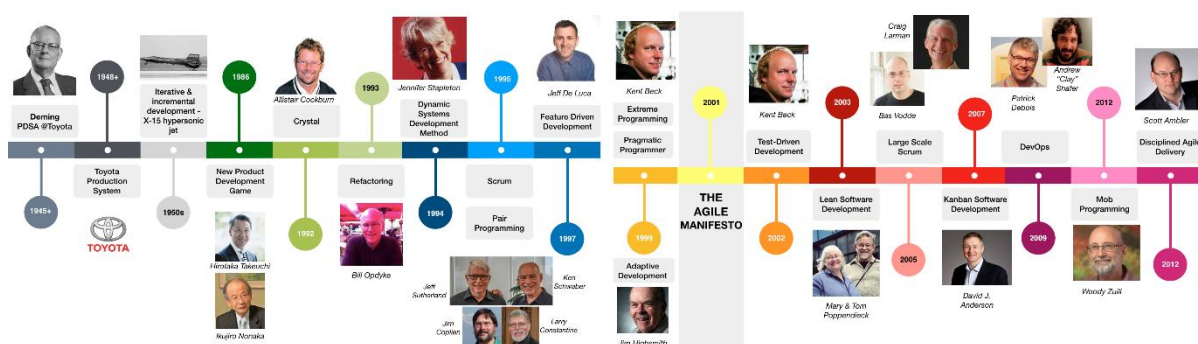 Deming
PDSA @Toyota
1945+
1948+
Toyota
Production
System
TOYOTA
Iterative &
incremental
development -
X-15 hypersonic
jet
1950s
1986
New Product
Development
Game
Hirotaka Takeuchi
Ikujiro Nonaka
Allistair Cockburn
Crystal
1992
1993
Refactoring
Bill Opdyke
Jennifer Stapleton
Dynamic
Systems
Development
Method
1994
1995
Scrum
Pair
Programming
Jeff
Sutherland
Ken
Schwaber
Jim
Coplien
Larry
Constantine
Jeff De Luca
Feature Driven
Development
1997
Kent Beck
Extreme
Programming
Pragmatic
Programmer
1999
Adaptive
Development
Jim Highsmith
2001
THE
AGILE
MANIFESTO
Kent Beck
Test-Driven
Development
2002
2003
Lean Software
Development
Mary & Tom
Poppendieck
Craig
Larman
Bas Vodde
Large Scale
Scrum
2005
2007
Kanban Software
Development
David J.
Anderson
Patrick
Debois
Andrew
"Clay"
Shafer
DevOps
2009
2012
Mob
Programming
Woody Zuill
Scott Ambler
Disciplined Agile
Delivery
2012